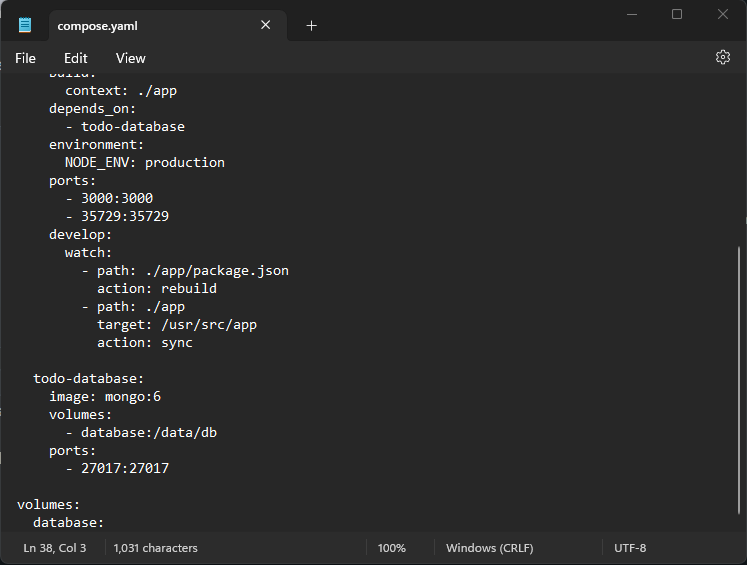 compose.yaml
File Edit View
build:
      context: ./app
    depends_on:
      - todo-database
    environment:
      NODE_ENV: production
    ports:
      - 3000:3000
      - 35729:35729
    develop:
      watch:
        - path: ./app/package.json
          action: rebuild
        - path: ./app
          target: /usr/src/app
          action: sync

  todo-database:
    image: mongo:6
    volumes:
      - database:/data/db
    ports:
      - 27017:27017

volumes:
  database:
Ln 38, Col 3 1,031 characters 100% Windows (CRLF) UTF-8